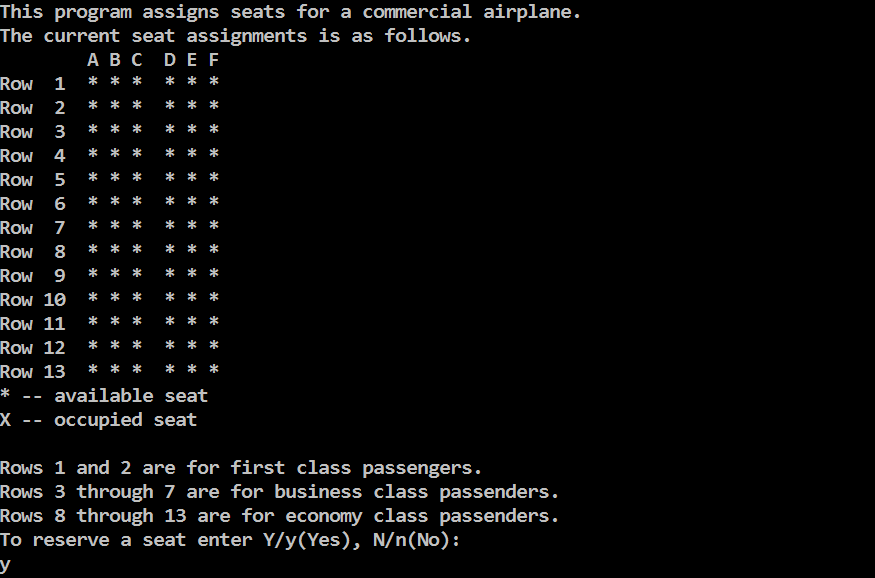 This program assigns seats for a commercial airplane.
The current seat assignments is as follows.
        A B C  D E F
Row  1  * * *  * * *
Row  2  * * *  * * *
Row  3  * * *  * * *
Row  4  * * *  * * *
Row  5  * * *  * * *
Row  6  * * *  * * *
Row  7  * * *  * * *
Row  8  * * *  * * *
Row  9  * * *  * * *
Row 10  * * *  * * *
Row 11  * * *  * * *
Row 12  * * *  * * *
Row 13  * * *  * * *
* -- available seat
X -- occupied seat

Rows 1 and 2 are for first class passengers.
Rows 3 through 7 are for business class passenders.
Rows 8 through 13 are for economy class passenders.
To reserve a seat enter Y/y(Yes), N/n(No):
y